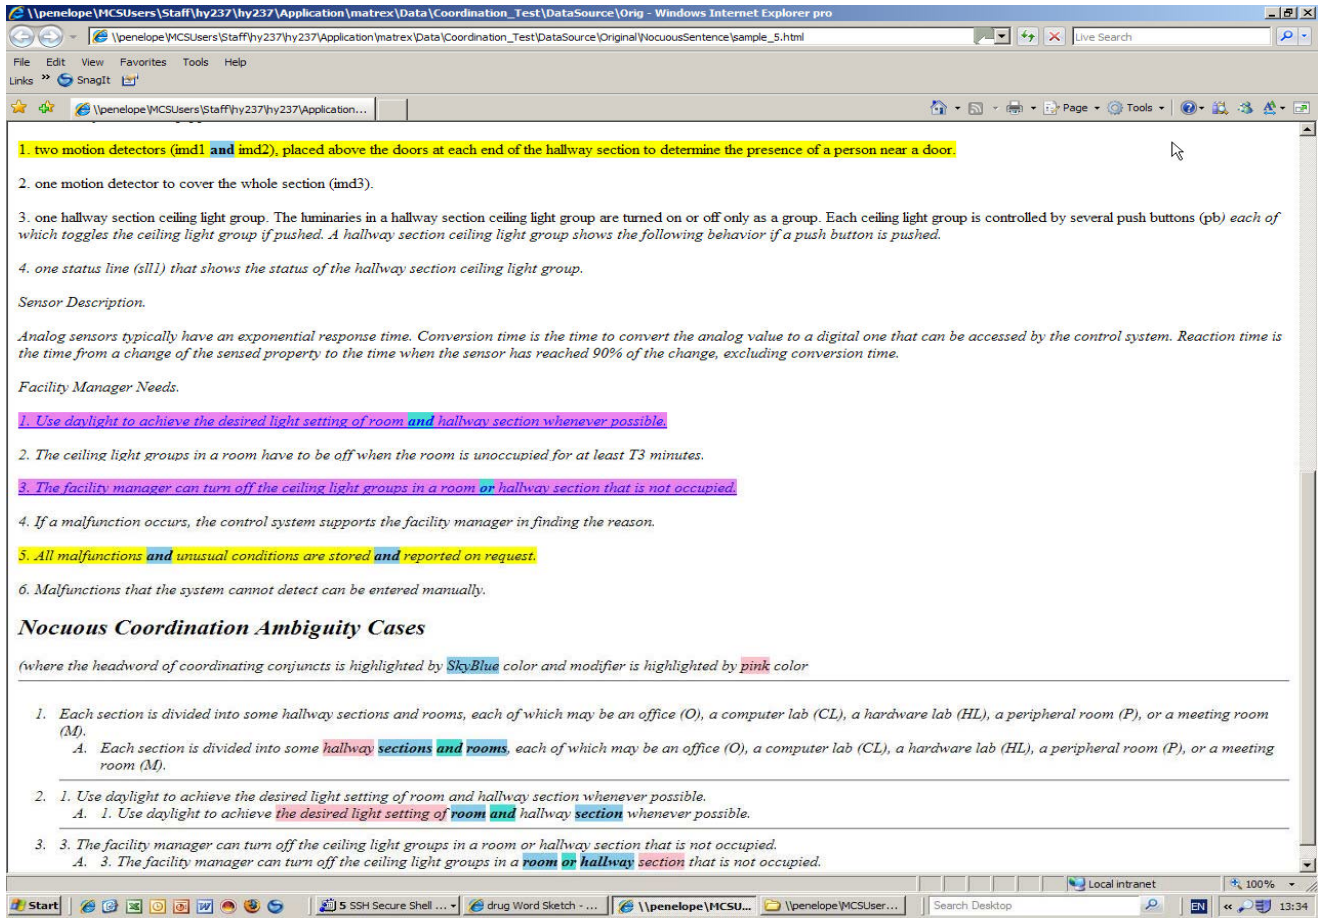 \\penelope\MCSUsers\Staff\hy237\hy237\Application\matrex\Data\Coordination_Test\DataSource\Orig - Windows Internet Explorer pro
\\penelope\MCSUsers\Staff\hy237\hy237\Application\matrex\Data\Coordination_Test\DataSource\Original\NocuousSentence\sample_5.html
Live Search
File Edit View Favorites Tools Help
Links » SnagIt
\\penelope\MCSUsers\Staff\hy237\hy237\Application...
Page Tools
1. two motion detectors (imd1 and imd2), placed above the doors at each end of the hallway section to determine the presence of a person near a door.
2. one motion detector to cover the whole section (imd3).
3. one hallway section ceiling light group. The luminaries in a hallway section ceiling light group are turned on or off only as a group. Each ceiling light group is controlled by several push buttons (pb) each of
which toggles the ceiling light group if pushed. A hallway section ceiling light group shows the following behavior if a push button is pushed.
4. one status line (sll1) that shows the status of the hallway section ceiling light group.
Sensor Description.
Analog sensors typically have an exponential response time. Conversion time is the time to convert the analog value to a digital one that can be accessed by the control system. Reaction time is
the time from a change of the sensed property to the time when the sensor has reached 90% of the change, excluding conversion time.
Facility Manager Needs.
1. Use daylight to achieve the desired light setting of room and hallway section whenever possible.
2. The ceiling light groups in a room have to be off when the room is unoccupied for at least T3 minutes.
3. The facility manager can turn off the ceiling light groups in a room or hallway section that is not occupied.
4. If a malfunction occurs, the control system supports the facility manager in finding the reason.
5. All malfunctions and unusual conditions are stored and reported on request.
6. Malfunctions that the system cannot detect can be entered manually.
Nocuous Coordination Ambiguity Cases
(where the headword of coordinating conjuncts is highlighted by SkyBlue color and modifier is highlighted by pink color
1. Each section is divided into some hallway sections and rooms, each of which may be an office (O), a computer lab (CL), a hardware lab (HL), a peripheral room (P), or a meeting room
(M).
A. Each section is divided into some hallway sections and rooms, each of which may be an office (O), a computer lab (CL), a hardware lab (HL), a peripheral room (P), or a meeting
room (M).
2. 1. Use daylight to achieve the desired light setting of room and hallway section whenever possible.
A. 1. Use daylight to achieve the desired light setting of room and hallway section whenever possible.
3. 3. The facility manager can turn off the ceiling light groups in a room or hallway section that is not occupied.
A. 3. The facility manager can turn off the ceiling light groups in a room or hallway section that is not occupied.
Local intranet 100%
Start 5 SSH Secure Shell ... drug Word Sketch - ... \\penelope\MCSU... \\penelope\MCSUser... Search Desktop EN « 13:34